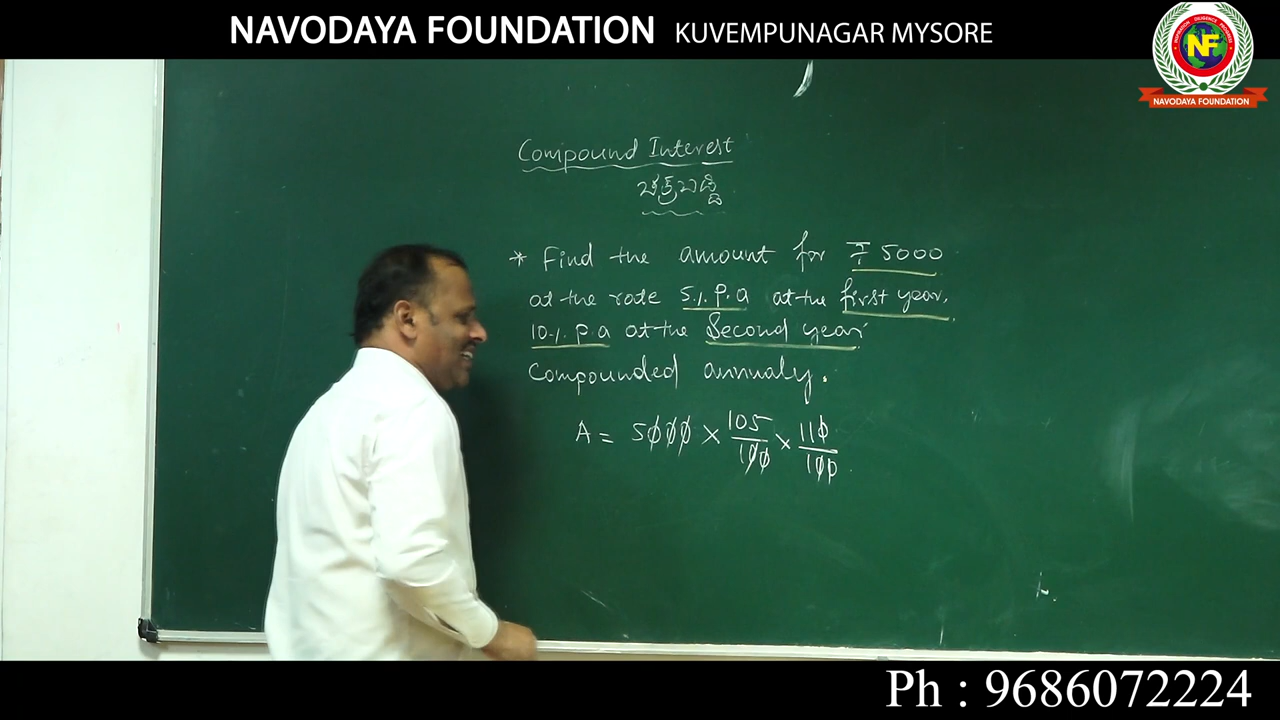 NAVODAYA FOUNDATION KUVEMPUNAGAR MYSORE
NF
NAVODAYA FOUNDATION
Compound Interest
ಚಕ್ರಬಡ್ಡಿ
* Find the amount for ₹ 5000
at the rate 5% p.a at the first year,
10% p.a at the Second year
Compounded annualy.
A = 5000 × 105/100 × 110/100
Ph : 9686072224